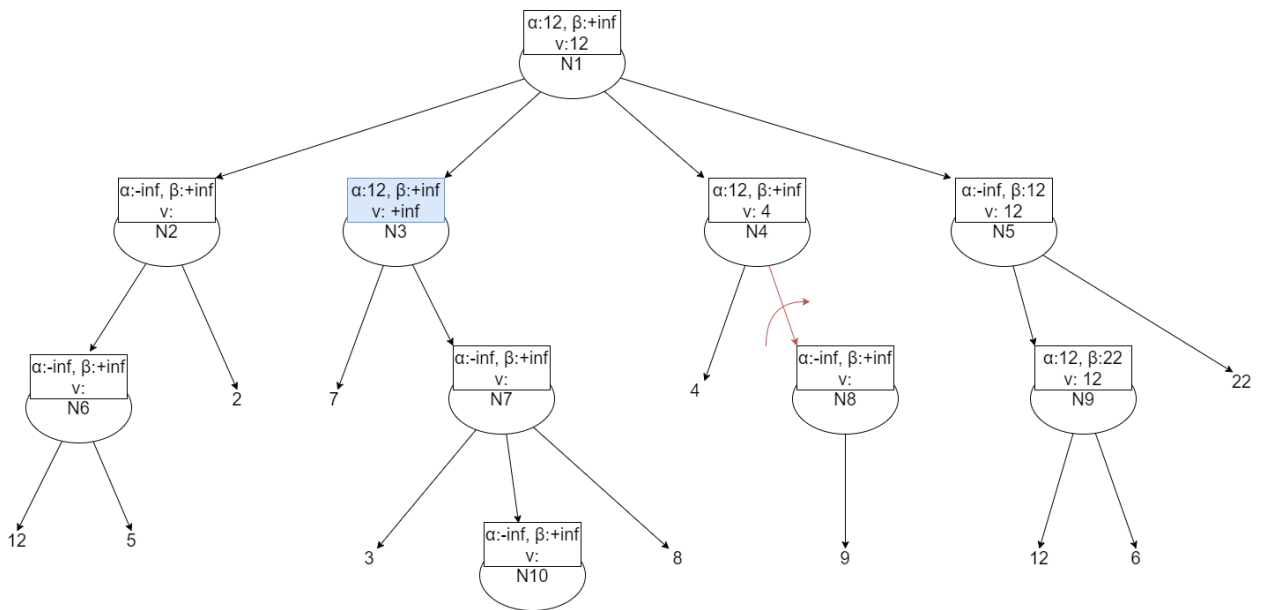 α:12, β:+inf
v:12
N1
α:-inf, β:+inf
v:
N2
α:12, β:+inf
v: +inf
N3
α:12, β:+inf
v: 4
N4
α:-inf, β:12
v: 12
N5
α:-inf, β:+inf
v:
N6
2
7
α:-inf, β:+inf
v:
N7
4
α:-inf, β:+inf
v:
N8
α:12, β:22
v: 12
N9
22
12
5
3
α:-inf, β:+inf
v:
N10
8
9
12
6